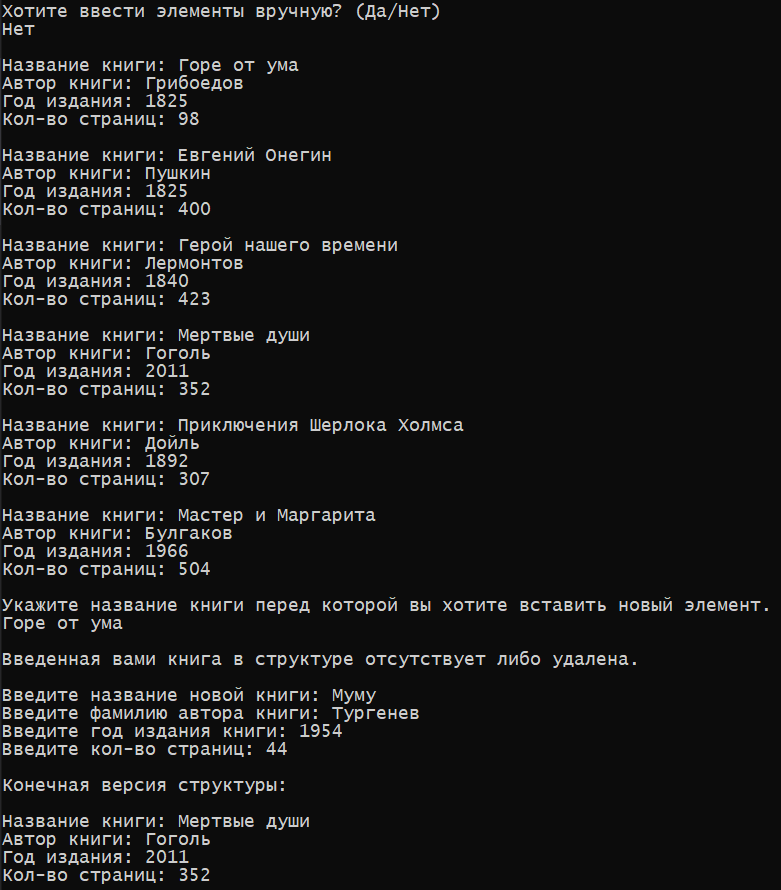 Хотите ввести элементы вручную? (Да/Нет)
Нет
Название книги: Горе от ума
Автор книги: Грибоедов
Год издания: 1825
Кол-во страниц: 98
Название книги: Евгений Онегин
Автор книги: Пушкин
Год издания: 1825
Кол-во страниц: 400
Название книги: Герой нашего времени
Автор книги: Лермонтов
Год издания: 1840
Кол-во страниц: 423
Название книги: Мертвые души
Автор книги: Гоголь
Год издания: 2011
Кол-во страниц: 352
Название книги: Приключения Шерлока Холмса
Автор книги: Дойль
Год издания: 1892
Кол-во страниц: 307
Название книги: Мастер и Маргарита
Автор книги: Булгаков
Год издания: 1966
Кол-во страниц: 504
Укажите название книги перед которой вы хотите вставить новый элемент.
Горе от ума
Введенная вами книга в структуре отсутствует либо удалена.
Введите название новой книги: Муму
Введите фамилию автора книги: Тургенев
Введите год издания книги: 1954
Введите кол-во страниц: 44
Конечная версия структуры:
Название книги: Мертвые души
Автор книги: Гоголь
Год издания: 2011
Кол-во страниц: 352